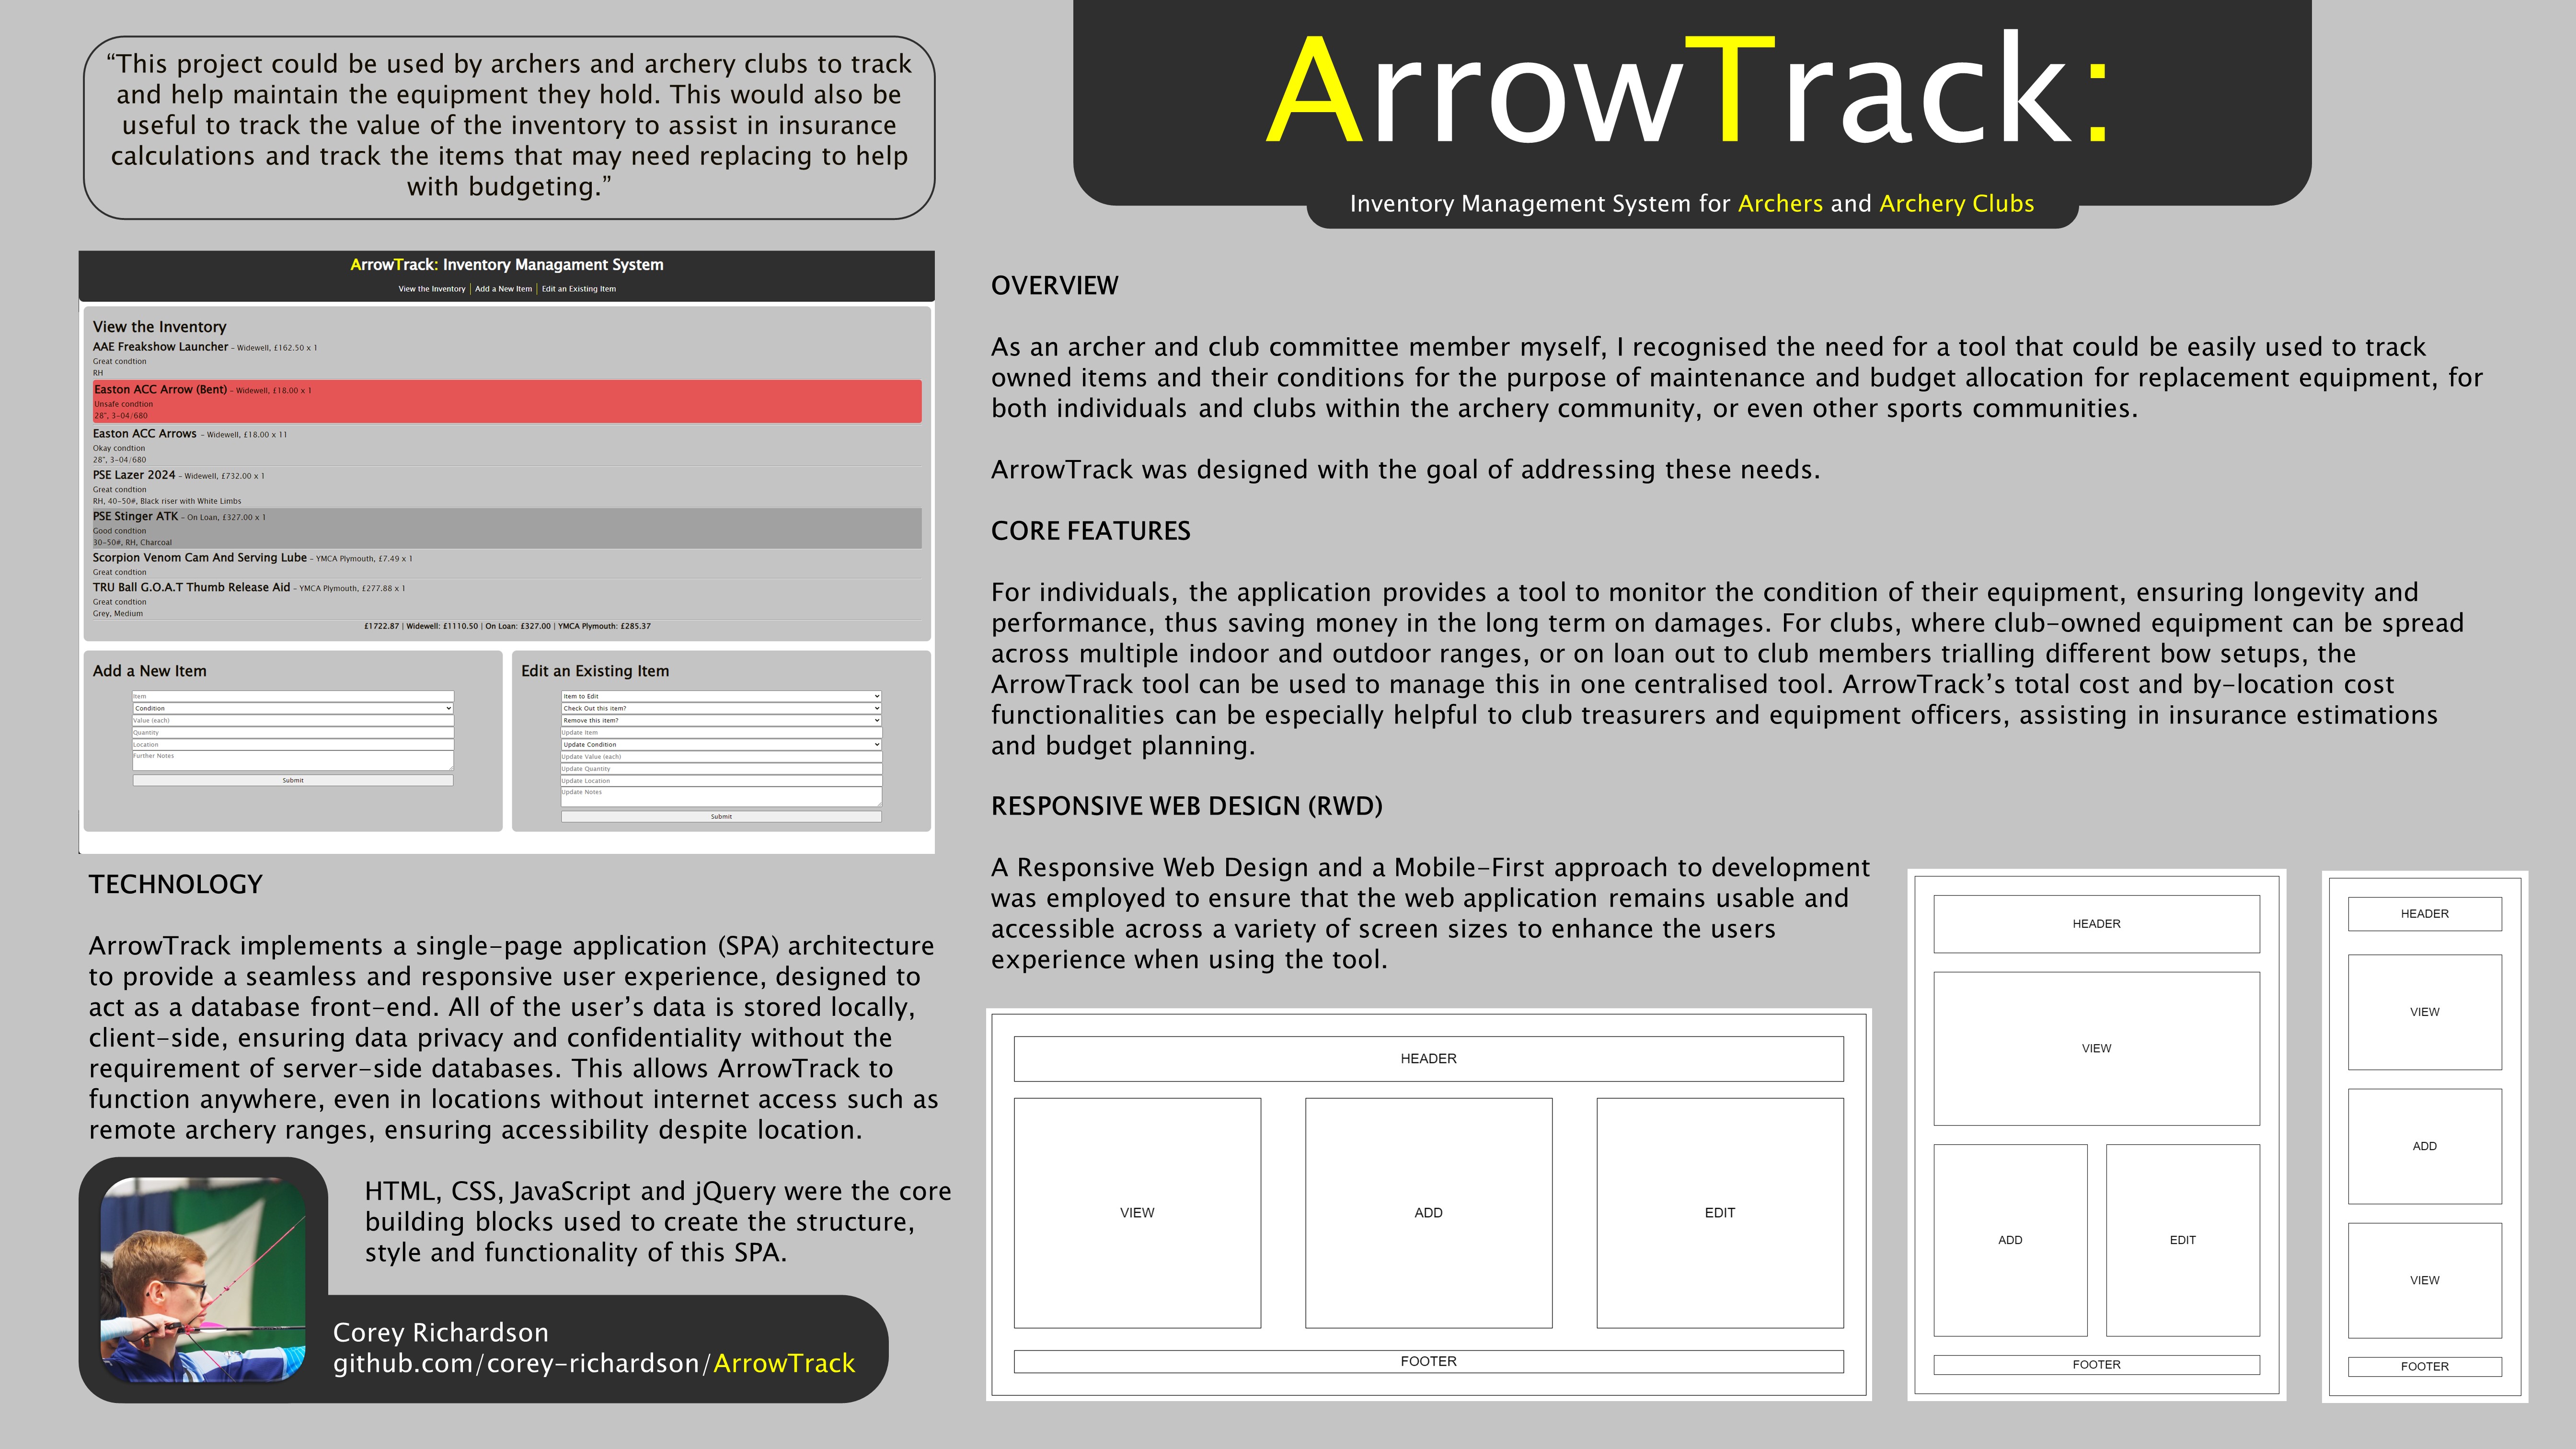 “This project could be used by archers and archery clubs to track
and help maintain the equipment they hold. This would also be
useful to track the value of the inventory to assist in insurance
calculations and track the items that may need replacing to help
with budgeting.”
ArrowTrack:
Inventory Management System for Archers and Archery Clubs
ArrowTrack: Inventory Managament System
View the Inventory | Add a New Item | Edit an Existing Item
View the Inventory
AAE Freakshow Launcher - Widewell, £162.50 x 1
Great condtion
RH
Easton ACC Arrow (Bent) - Widewell, £18.00 x 1
Unsafe condtion
28", 3-04/680
Easton ACC Arrows - Widewell, £18.00 x 11
Okay condtion
28", 3-04/680
PSE Lazer 2024 - Widewell, £732.00 x 1
Great condtion
RH, 40-50#, Black riser with White Limbs
PSE Stinger ATK - On Loan, £327.00 x 1
Good condtion
30-50#, RH, Charcoal
Scorpion Venom Cam And Serving Lube - YMCA Plymouth, £7.49 x 1
Great condtion
TRU Ball G.O.A.T Thumb Release Aid - YMCA Plymouth, £277.88 x 1
Great condtion
Grey, Medium
£1722.87 | Widewell: £1110.50 | On Loan: £327.00 | YMCA Plymouth: £285.37
Add a New Item
Item
Condition
Value (each)
Quantity
Location
Further Notes
Submit
Edit an Existing Item
Item to Edit
Check Out this item?
Remove this item?
Update Item
Update Condition
Update Value (each)
Update Quantity
Update Location
Update Notes
Submit
TECHNOLOGY
ArrowTrack implements a single-page application (SPA) architecture
to provide a seamless and responsive user experience, designed to
act as a database front-end. All of the user’s data is stored locally,
client-side, ensuring data privacy and confidentiality without the
requirement of server-side databases. This allows ArrowTrack to
function anywhere, even in locations without internet access such as
remote archery ranges, ensuring accessibility despite location.
HTML, CSS, JavaScript and jQuery were the core
building blocks used to create the structure,
style and functionality of this SPA.
Corey Richardson
github.com/corey-richardson/ArrowTrack
OVERVIEW
As an archer and club committee member myself, I recognised the need for a tool that could be easily used to track
owned items and their conditions for the purpose of maintenance and budget allocation for replacement equipment, for
both individuals and clubs within the archery community, or even other sports communities.
ArrowTrack was designed with the goal of addressing these needs.
CORE FEATURES
For individuals, the application provides a tool to monitor the condition of their equipment, ensuring longevity and
performance, thus saving money in the long term on damages. For clubs, where club-owned equipment can be spread
across multiple indoor and outdoor ranges, or on loan out to club members trialling different bow setups, the
ArrowTrack tool can be used to manage this in one centralised tool. ArrowTrack’s total cost and by-location cost
functionalities can be especially helpful to club treasurers and equipment officers, assisting in insurance estimations
and budget planning.
RESPONSIVE WEB DESIGN (RWD)
A Responsive Web Design and a Mobile-First approach to development
was employed to ensure that the web application remains usable and
accessible across a variety of screen sizes to enhance the users
experience when using the tool.
HEADER
VIEW
ADD
EDIT
FOOTER
HEADER
VIEW
ADD
EDIT
FOOTER
HEADER
VIEW
ADD
VIEW
FOOTER